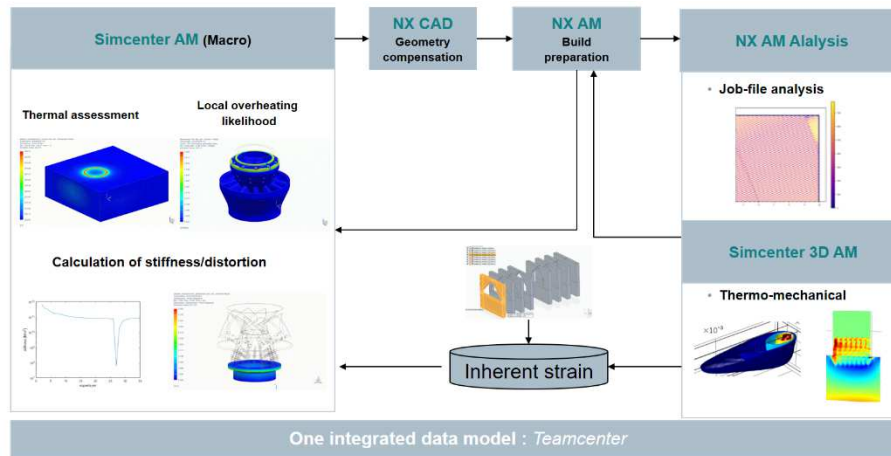 Simcenter AM (Macro)
Thermal assessment
Local overheating
likelihood
Calculation of stiffness/distortion
NX CAD
Geometry
compensation
NX AM
Build
preparation
NX AM Alalysis
• Job-file analysis
Simcenter 3D AM
• Thermo-mechanical
Inherent strain
One integrated data model : Teamcenter